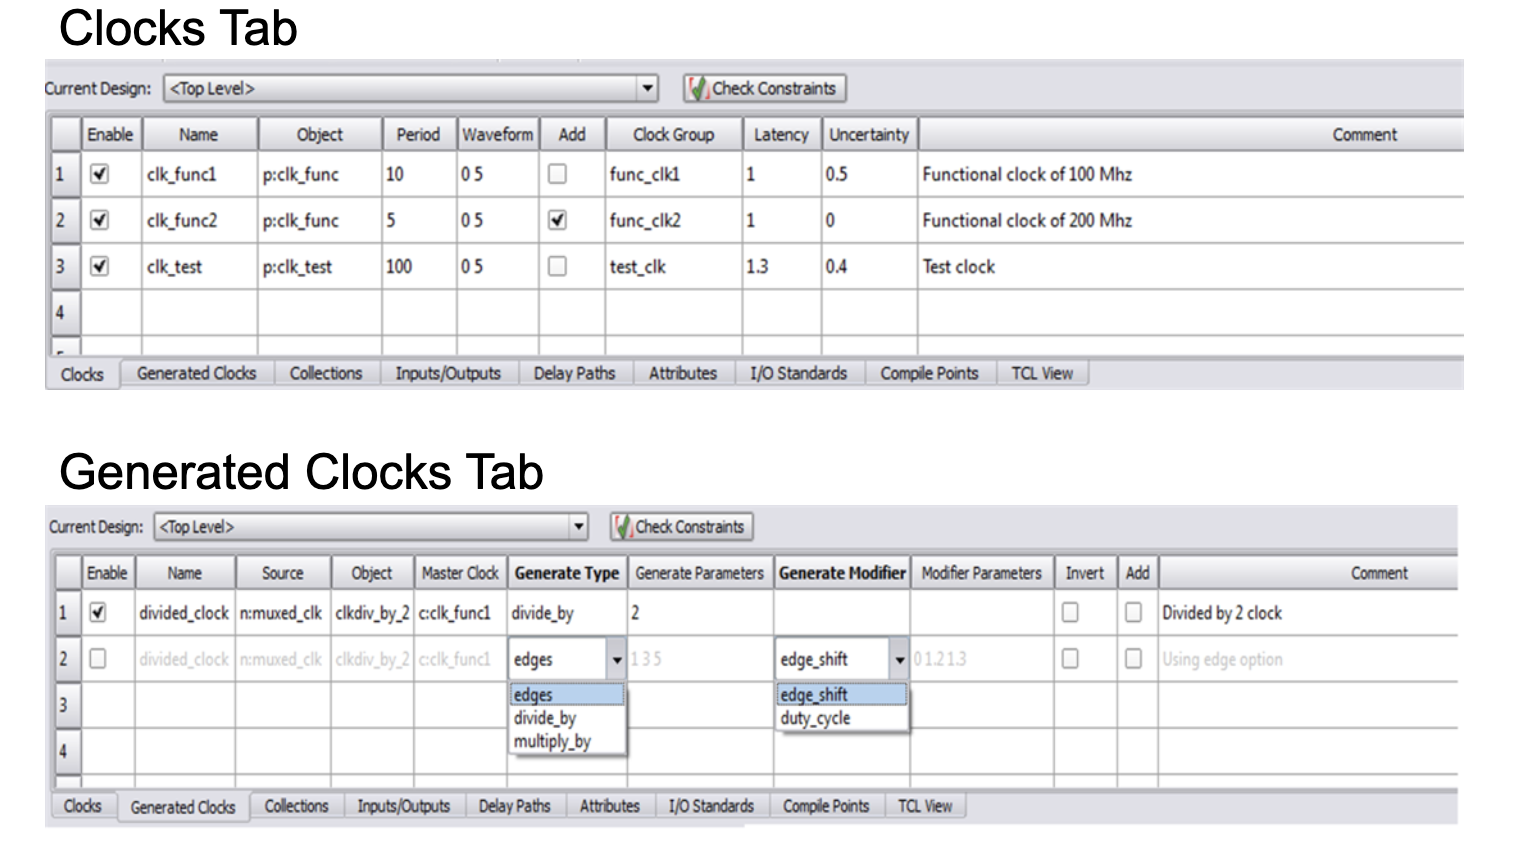 Clocks Tab
Current Design: <Top Level> Check Constraints
Enable Name Object Period Waveform Add Clock Group Latency Uncertainty Comment
1 clk_func1 p:clk_func 10 0 5 func_clk1 1 0.5 Functional clock of 100 Mhz
2 clk_func2 p:clk_func 5 0 5 func_clk2 1 0 Functional clock of 200 Mhz
3 clk_test p:clk_test 100 0 5 test_clk 1.3 0.4 Test clock
4
Clocks Generated Clocks Collections Inputs/Outputs Delay Paths Attributes I/O Standards Compile Points TCL View
Generated Clocks Tab
Current Design: <Top Level> Check Constraints
Enable Name Source Object Master Clock Generate Type Generate Parameters Generate Modifier Modifier Parameters Invert Add Comment
1 divided_clock n:muxed_clk clkdiv_by_2 c:clk_func1 divide_by 2 Divided by 2 clock
2 divided_clock n:muxed_clk clkdiv_by_2 c:clk_func1 edges 1 3 5 edge_shift 0 1.2 1.3 Using edge option
edges edge_shift
3 divide_by duty_cycle
multiply_by
4
Clocks Generated Clocks Collections Inputs/Outputs Delay Paths Attributes I/O Standards Compile Points TCL View